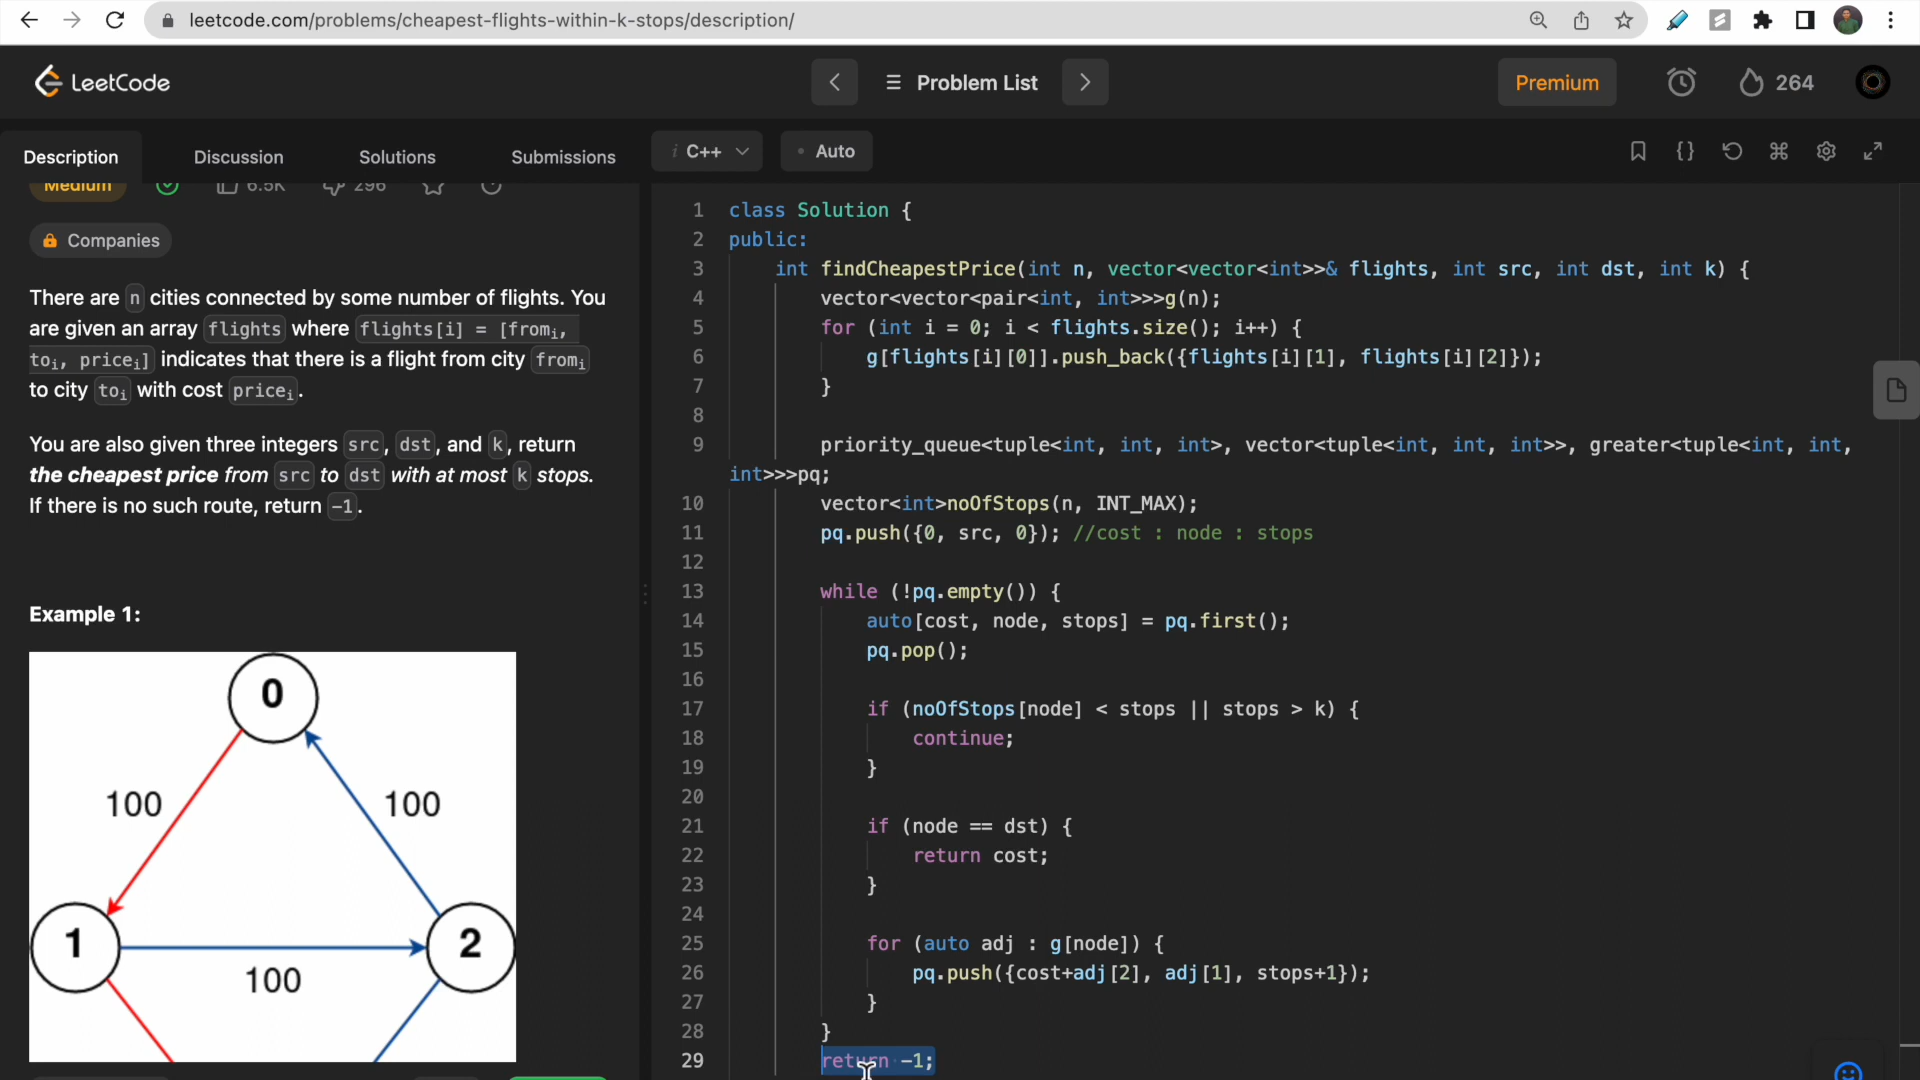 leetcode.com/problems/cheapest-flights-within-k-stops/description/
LeetCode
Problem List
Premium
264
Description
Discussion
Solutions
Submissions
i C++
• Auto
{}
Medium
6.5K
296
Companies
There are n cities connected by some number of flights. You
are given an array flights where flights[i] = [fromᵢ,
toᵢ, priceᵢ] indicates that there is a flight from city fromᵢ
to city toᵢ with cost priceᵢ.
You are also given three integers src, dst, and k, return
the cheapest price from src to dst with at most k stops.
If there is no such route, return -1.
Example 1:
0
100
100
1
2
100
1 class Solution {
2 public:
3 int findCheapestPrice(int n, vector<vector<int>>& flights, int src, int dst, int k) {
4 vector<vector<pair<int, int>>>g(n);
5 for (int i = 0; i < flights.size(); i++) {
6 g[flights[i][0]].push_back({flights[i][1], flights[i][2]});
7 }
8
9 priority_queue<tuple<int, int, int>, vector<tuple<int, int, int>>, greater<tuple<int, int,
int>>>pq;
10 vector<int>noOfStops(n, INT_MAX);
11 pq.push({0, src, 0}); //cost : node : stops
12
13 while (!pq.empty()) {
14 auto[cost, node, stops] = pq.first();
15 pq.pop();
16
17 if (noOfStops[node] < stops || stops > k) {
18 continue;
19 }
20
21 if (node == dst) {
22 return cost;
23 }
24
25 for (auto adj : g[node]) {
26 pq.push({cost+adj[2], adj[1], stops+1});
27 }
28 }
29 return -1;